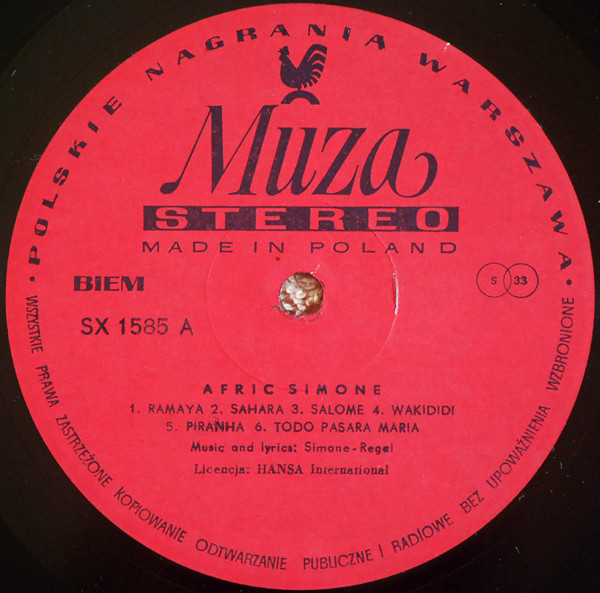 · POLSKIE NAGRANIA WARSZAWA ·
Muza
STEREO
MADE IN POLAND
BIEM
S 33
SX 1585 A
AFRIC SIMONE
1. RAMAYA 2. SAHARA 3. SALOME 4. WAKIDIDI
5. PIRANHA 6. TODO PASARA MARIA
Music and lyrics: Simone-Regel
Licencja: HANSA International
WSZYSTKIE PRAWA ZASTRZEŻONE KOPIOWANIE ODTWARZANIE PUBLICZNE I RADIOWE BEZ UPOWAŻNIENIA WZBRONIONE